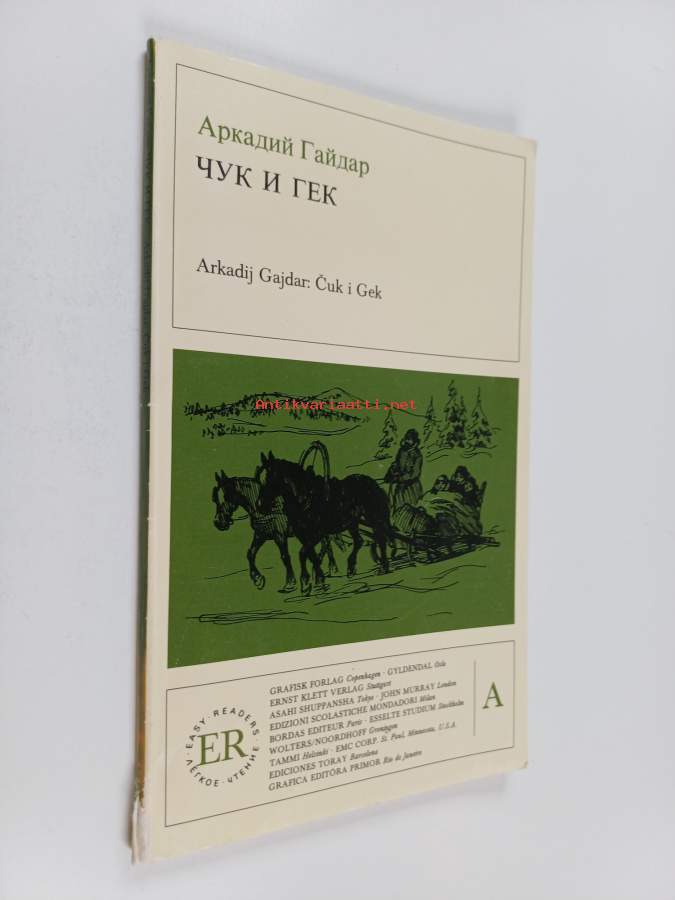 Аркадий Гайдар
ЧУК И ГЕК
Arkadij Gajdar: Čuk i Gek
Antikvariaatti.net
GRAFISK FORLAG Copenhagen · GYLDENDAL Oslo
ERNST KLETT VERLAG Stuttgart
ASAHI SHUPPANSHA Tokyo · JOHN MURRAY London
EDIZIONI SCOLASTICHE MONDADORI Milan
BORDAS EDITEUR Paris · ESSELTE STUDIUM Stockholm
WOLTERS/NOORDHOFF Groningen
TAMMI Helsinki · EMC CORP. St. Paul, Minnesota, U.S.A.
EDICIONES TORAY Barcelona
GRAFICA EDITÔRA PRIMOR Rio de Janeiro
· EASY · READERS ·
ER
ЛЕГКОЕ · ЧТЕНИЕ
A